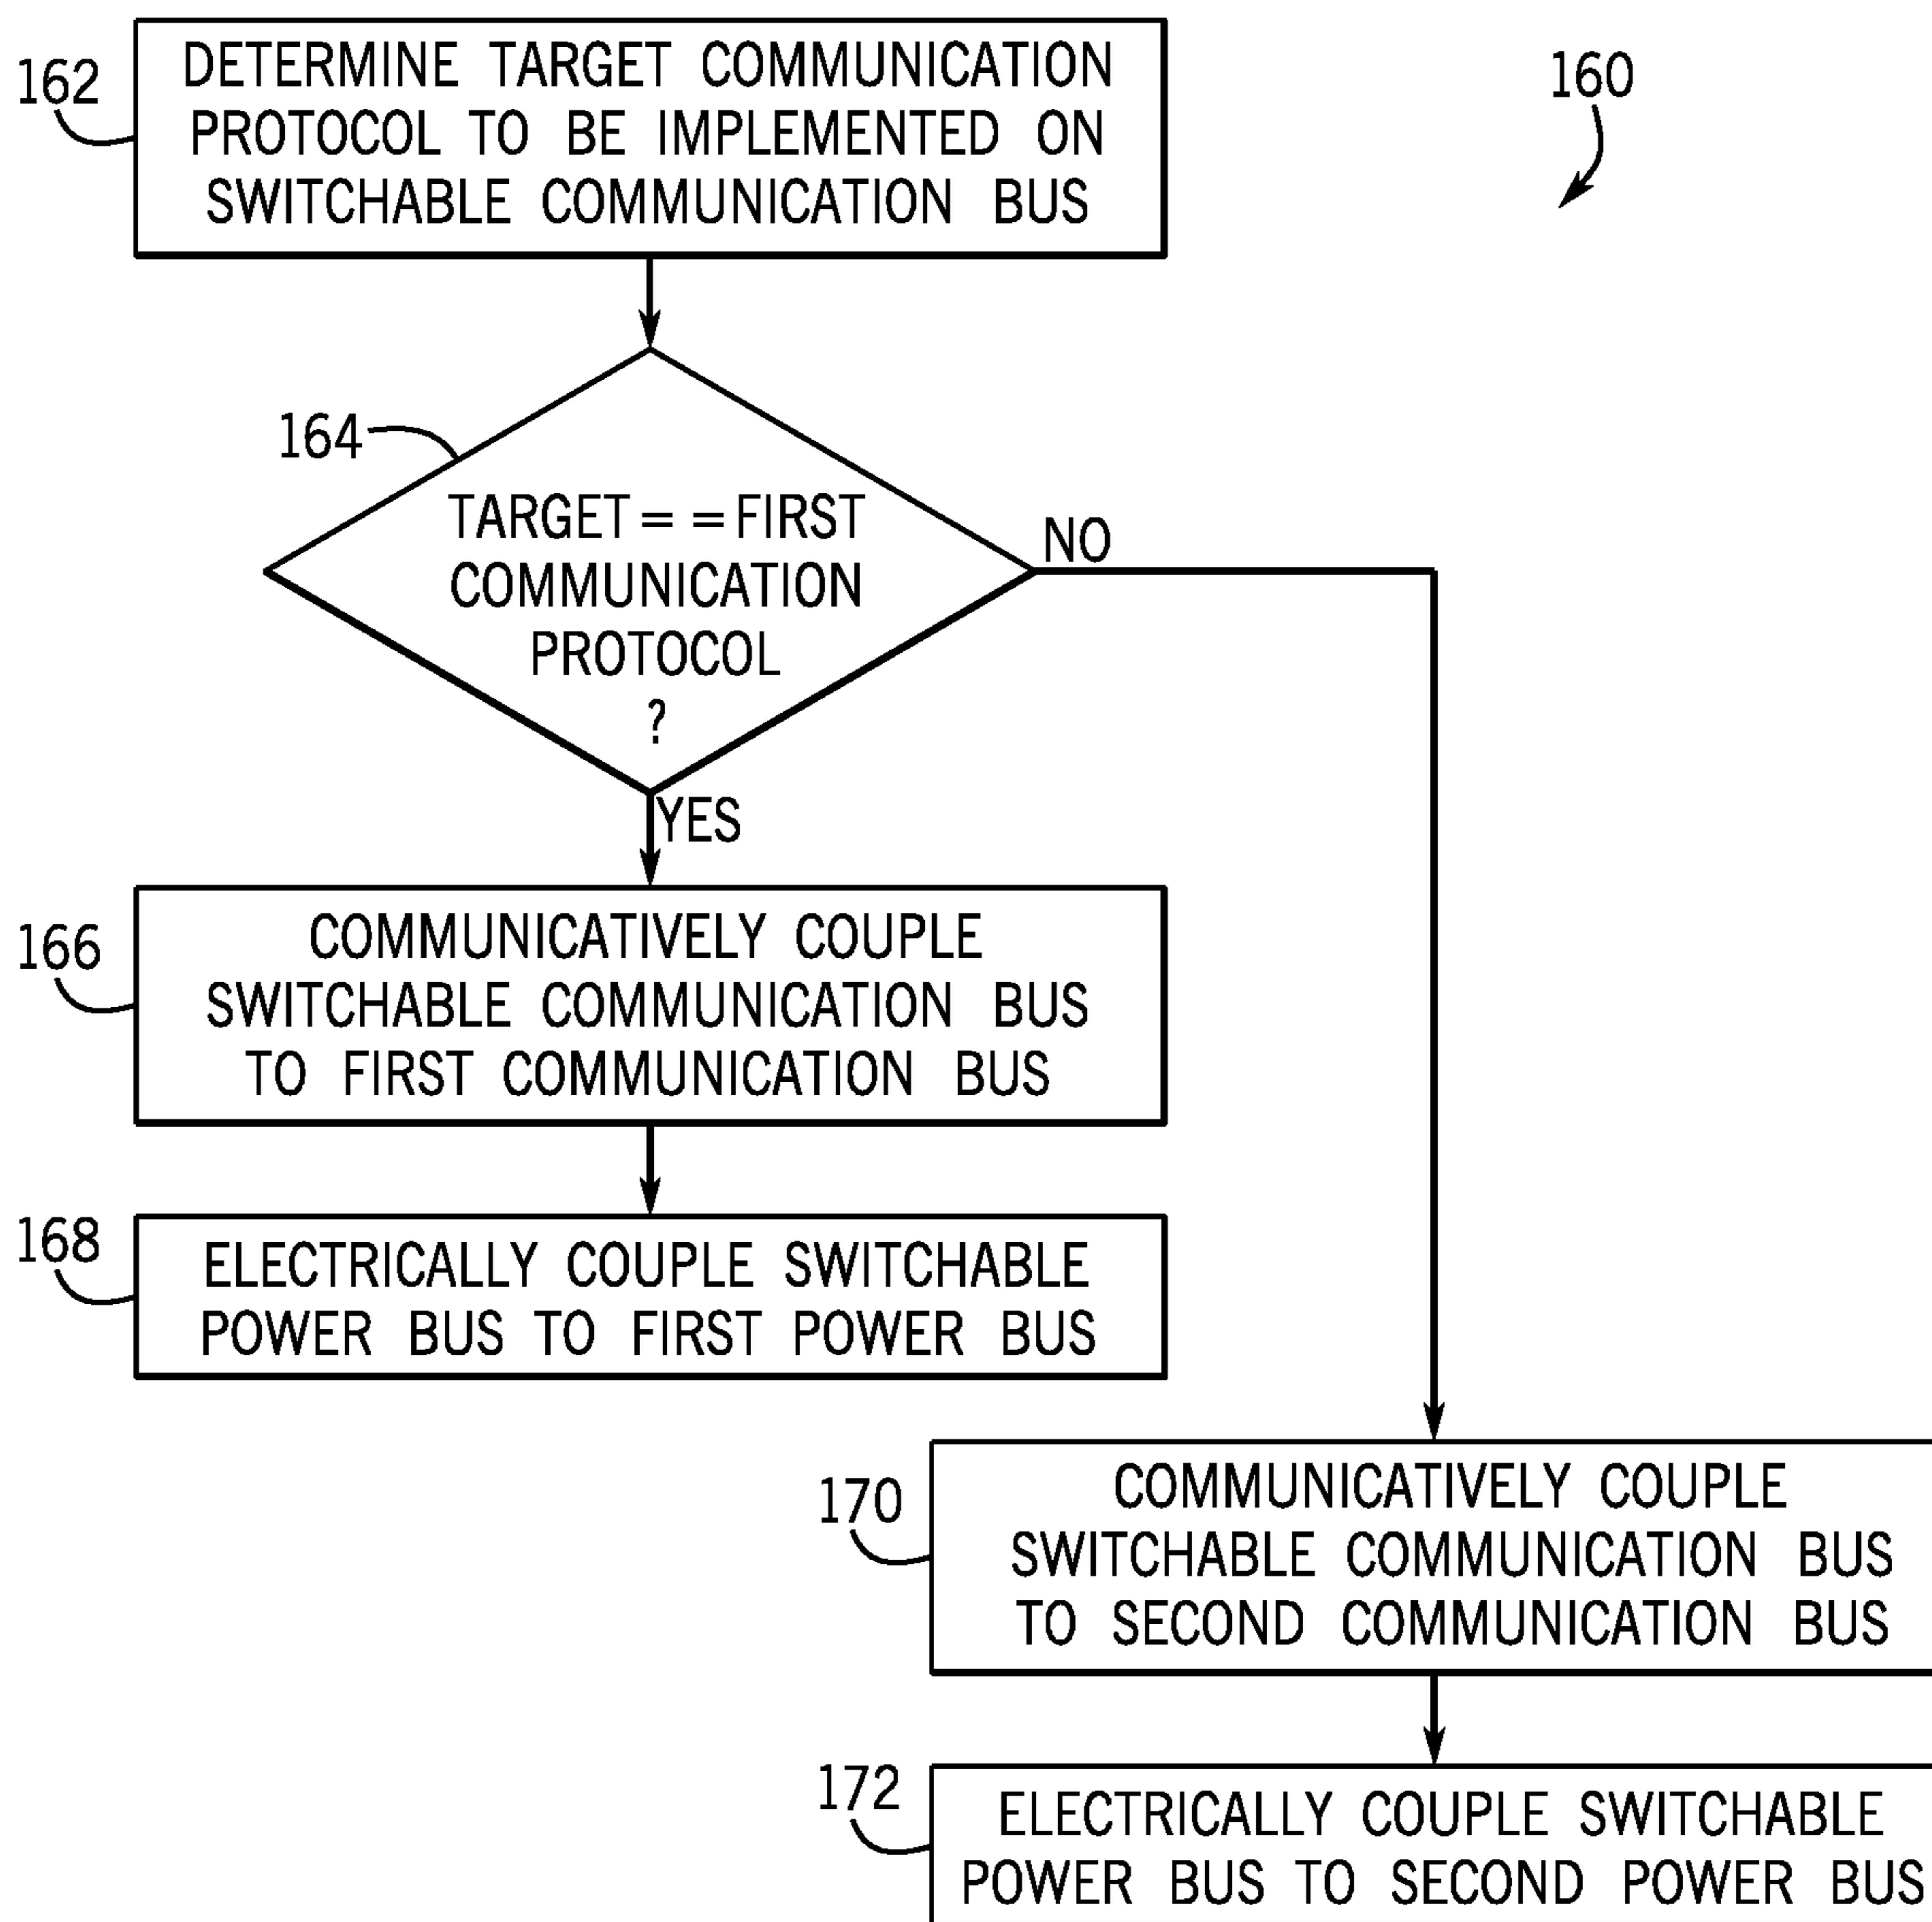 162
DETERMINE TARGET COMMUNICATION
PROTOCOL TO BE IMPLEMENTED ON
SWITCHABLE COMMUNICATION BUS
160
164
TARGET==FIRST
COMMUNICATION
PROTOCOL
?
NO
YES
166
COMMUNICATIVELY COUPLE
SWITCHABLE COMMUNICATION BUS
TO FIRST COMMUNICATION BUS
168
ELECTRICALLY COUPLE SWITCHABLE
POWER BUS TO FIRST POWER BUS
170
COMMUNICATIVELY COUPLE
SWITCHABLE COMMUNICATION BUS
TO SECOND COMMUNICATION BUS
172
ELECTRICALLY COUPLE SWITCHABLE
POWER BUS TO SECOND POWER BUS